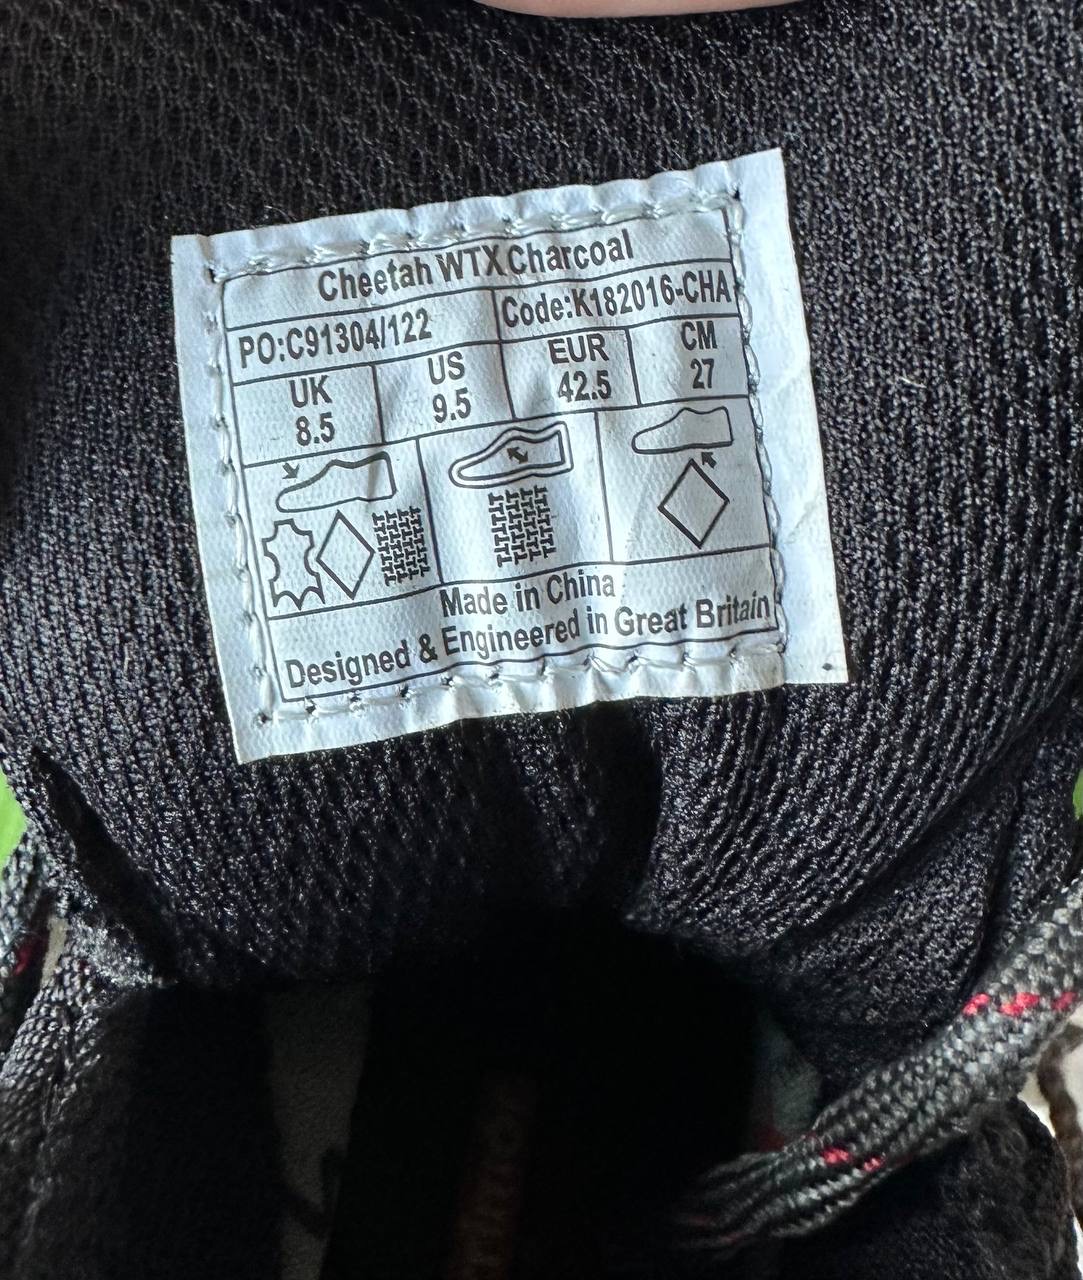 Cheetah WTX Charcoal
PO:C91304/122 Code:K182016-CHA
UK US EUR CM
8.5 9.5 42.5 27
Made in China
Designed & Engineered in Great Britain